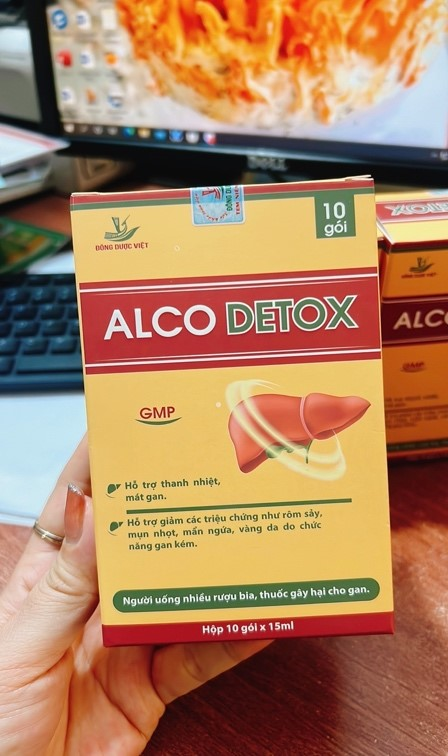 10
gói
ĐÔNG DƯỢC VIỆT
ALCO DETOX
GMP
Hỗ trợ thanh nhiệt,
mát gan.
Hỗ trợ giảm các triệu chứng như rôm sảy,
mụn nhọt, mẩn ngứa, vàng da do chức
năng gan kém.
Người uống nhiều rượu bia, thuốc gây hại cho gan.
Hộp 10 gói x 15ml
ALCO
GMP